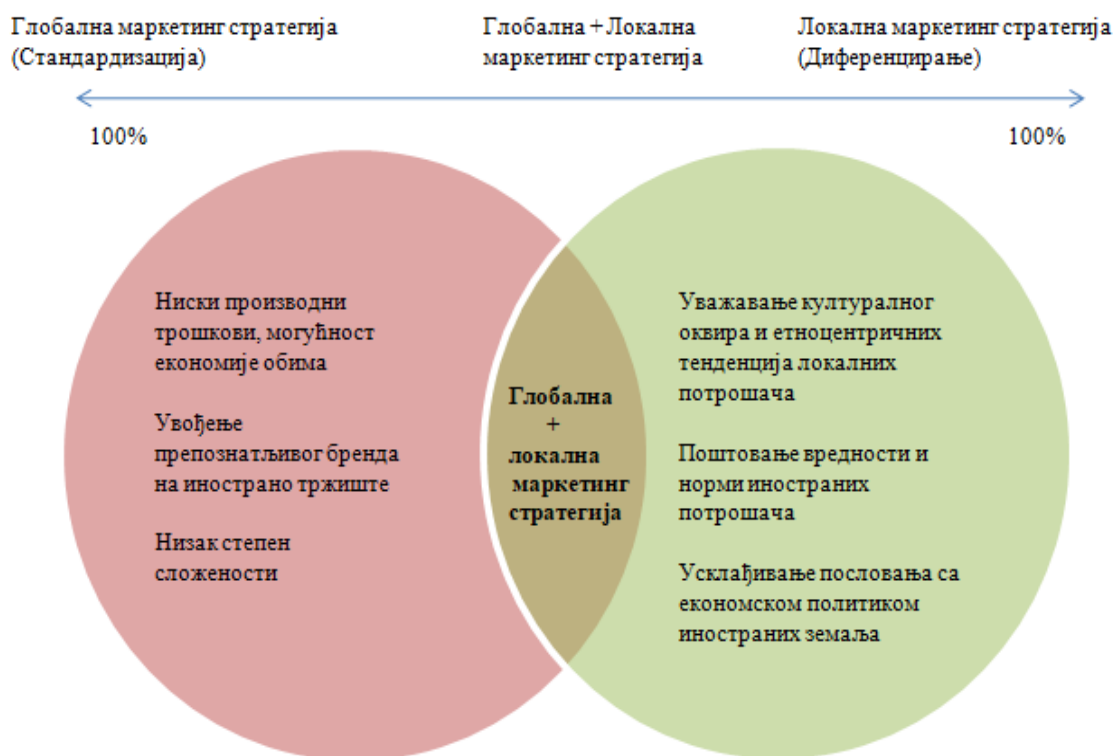 Глобална маркетинг стратегија
(Стандардизација)
Глобална + Локална
маркетинг стратегија
Локална маркетинг стратегија
(Диференцирање)
100%
100%
Ниски производни
трошкови, могућност
економије обима
Увођење
препознатљивог бренда
на инострано тржиште
Низак степен
сложености
Глобална
+
локална
маркетинг
стратегија
Уважавање културалног
оквира и етноцентричних
тенденција локалних
потрошача
Поштовање вредности и
норми иностраних
потрошача
Усклађивање пословања са
економском политиком
иностраних земаља